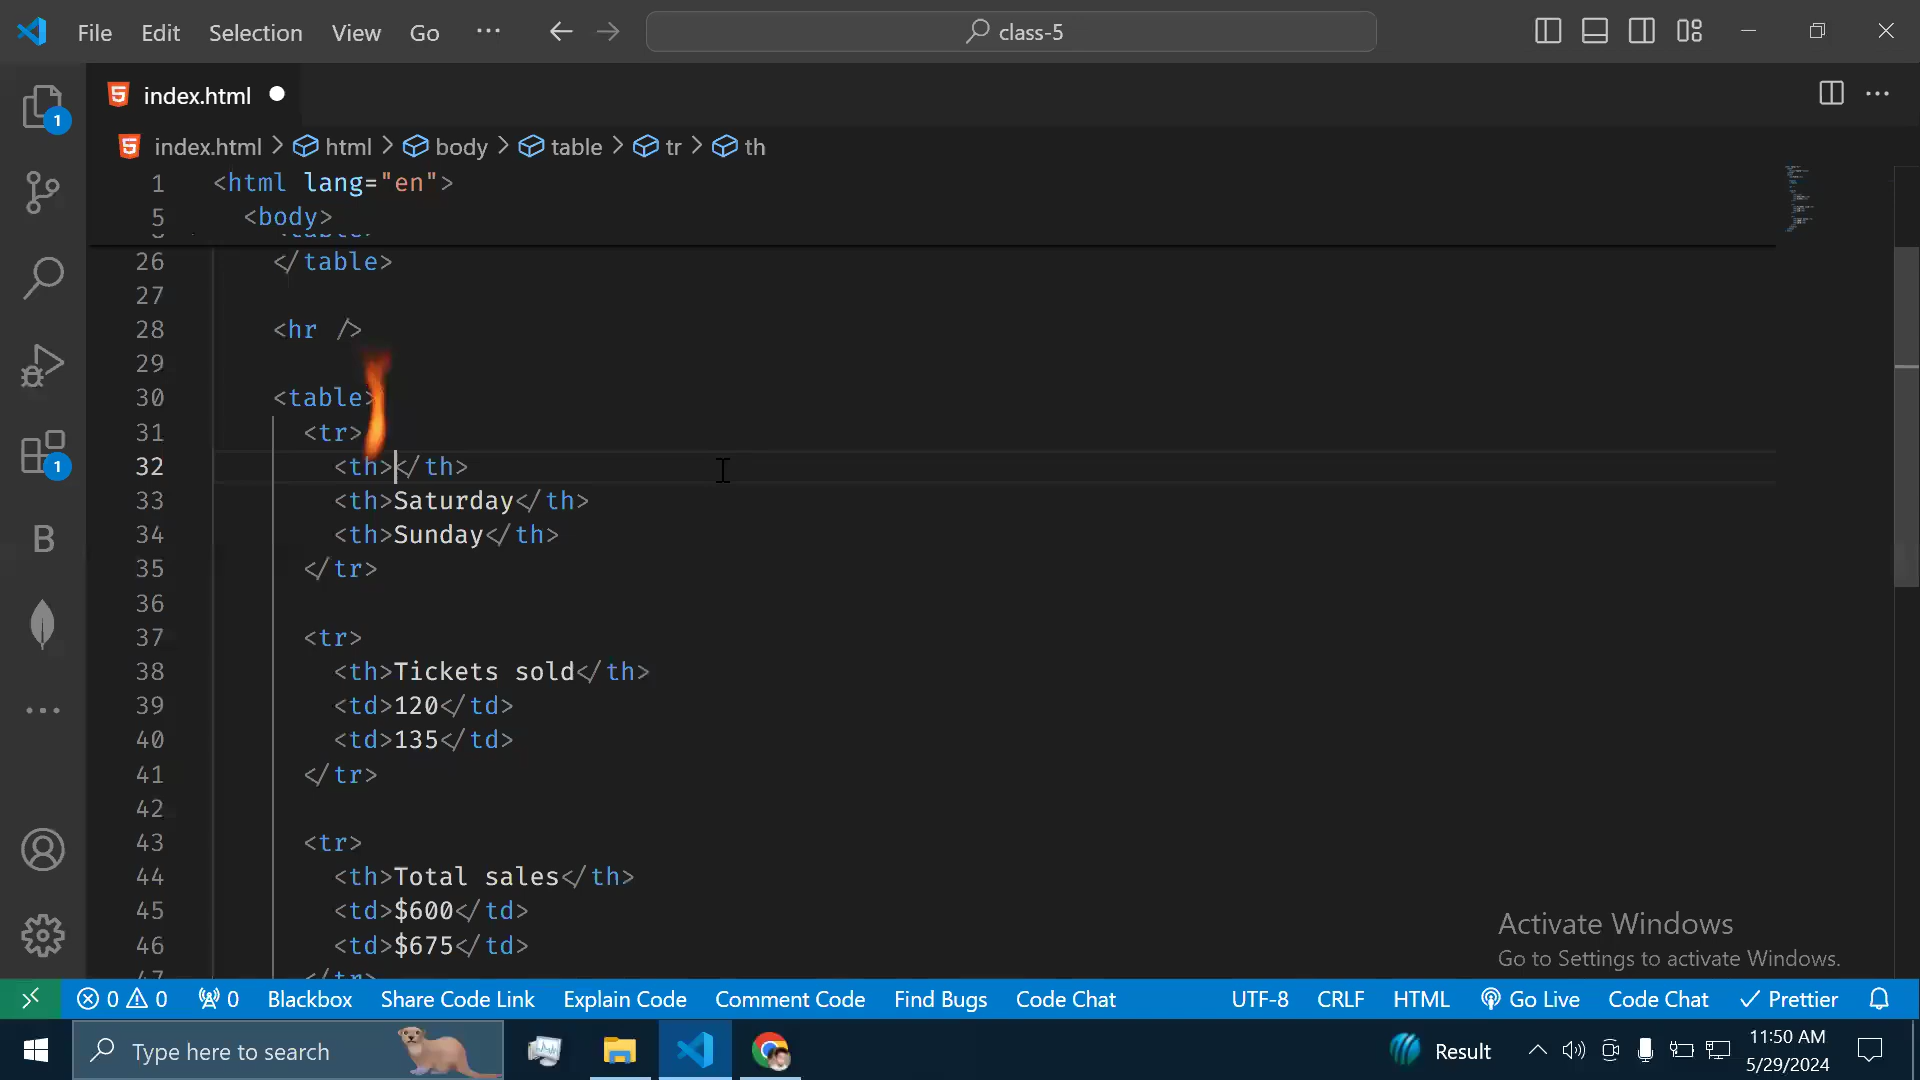 File Edit Selection View Go ··· class-5
index.html
index.html > html > body > table > tr > th
1 <html lang="en">
5 <body>
26 </table>
27
28 <hr />
29
30 <table>
31 <tr>
32 <th></th>
33 <th>Saturday</th>
34 <th>Sunday</th>
35 </tr>
36
37 <tr>
38 <th>Tickets sold</th>
39 <td>120</td>
40 <td>135</td>
41 </tr>
42
43 <tr>
44 <th>Total sales</th>
45 <td>$600</td>
46 <td>$675</td>
47 </tr>
1
1
B
Activate Windows
Go to Settings to activate Windows.
0 0 0 Blackbox Share Code Link Explain Code Comment Code Find Bugs Code Chat UTF-8 CRLF HTML Go Live Code Chat Prettier
Type here to search Result 11:50 AM
5/29/2024